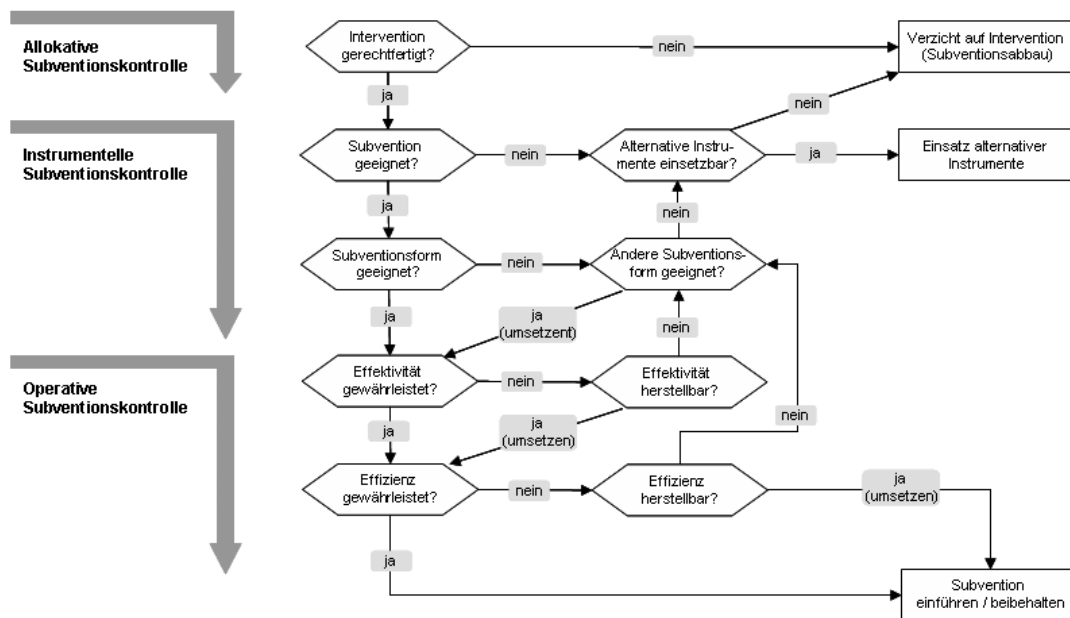 Allokative
Subventionskontrolle
Intervention
gerechtfertigt?
nein
Verzicht auf Intervention
(Subventionsabbau)
ja
nein
Instrumentelle
Subventionskontrolle
Subvention
geeignet?
nein
Alternative Instru-
mente einsetzbar?
ja
Einsatz alternativer
Instrumente
ja
nein
Subventionsform
geeignet?
nein
Andere Subventions-
form geeignet?
ja
ja
(umsetzent)
nein
Operative
Subventionskontrolle
Effektivität
gewährleistet?
nein
Effektivität
herstellbar?
nein
ja
ja
(umsetzen)
Effizienz
gewährleistet?
nein
Effizienz
herstellbar?
ja
(umsetzen)
ja
Subvention
einführen / beibehalten